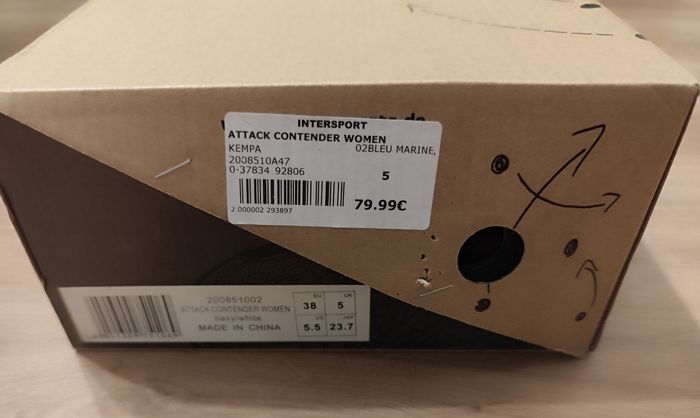 INTERSPORT
ATTACK CONTENDER WOMEN
KEMPA 02BLEU MARINE,
2008510A47
0-37834 92806 5
2 000002 293897 79.99€
200851002
ATTACK CONTENDER WOMEN
navy/white
MADE IN CHINA
EU UK
38 5
US JAP
5.5 23.7